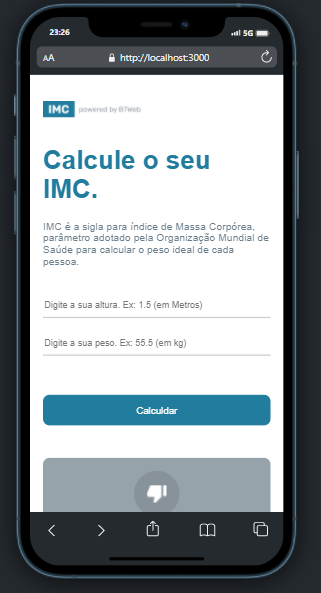 23:26
5G
AA
http://localhost:3000
IMC powered by B7Web
Calcule o seu
IMC.
IMC é a sigla para índice de Massa Corpórea,
parâmetro adotado pela Organização Mundial de
Saúde para calcular o peso ideal de cada
pessoa.
Digite a sua altura. Ex: 1.5 (em Metros)
Digite a sua peso. Ex: 55.5 (em kg)
Calculdar